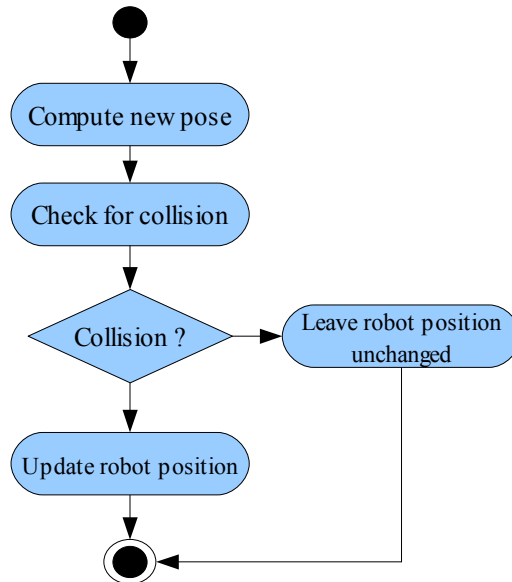 Compute new pose
Check for collision
Collision ?
Leave robot position
unchanged
Update robot position